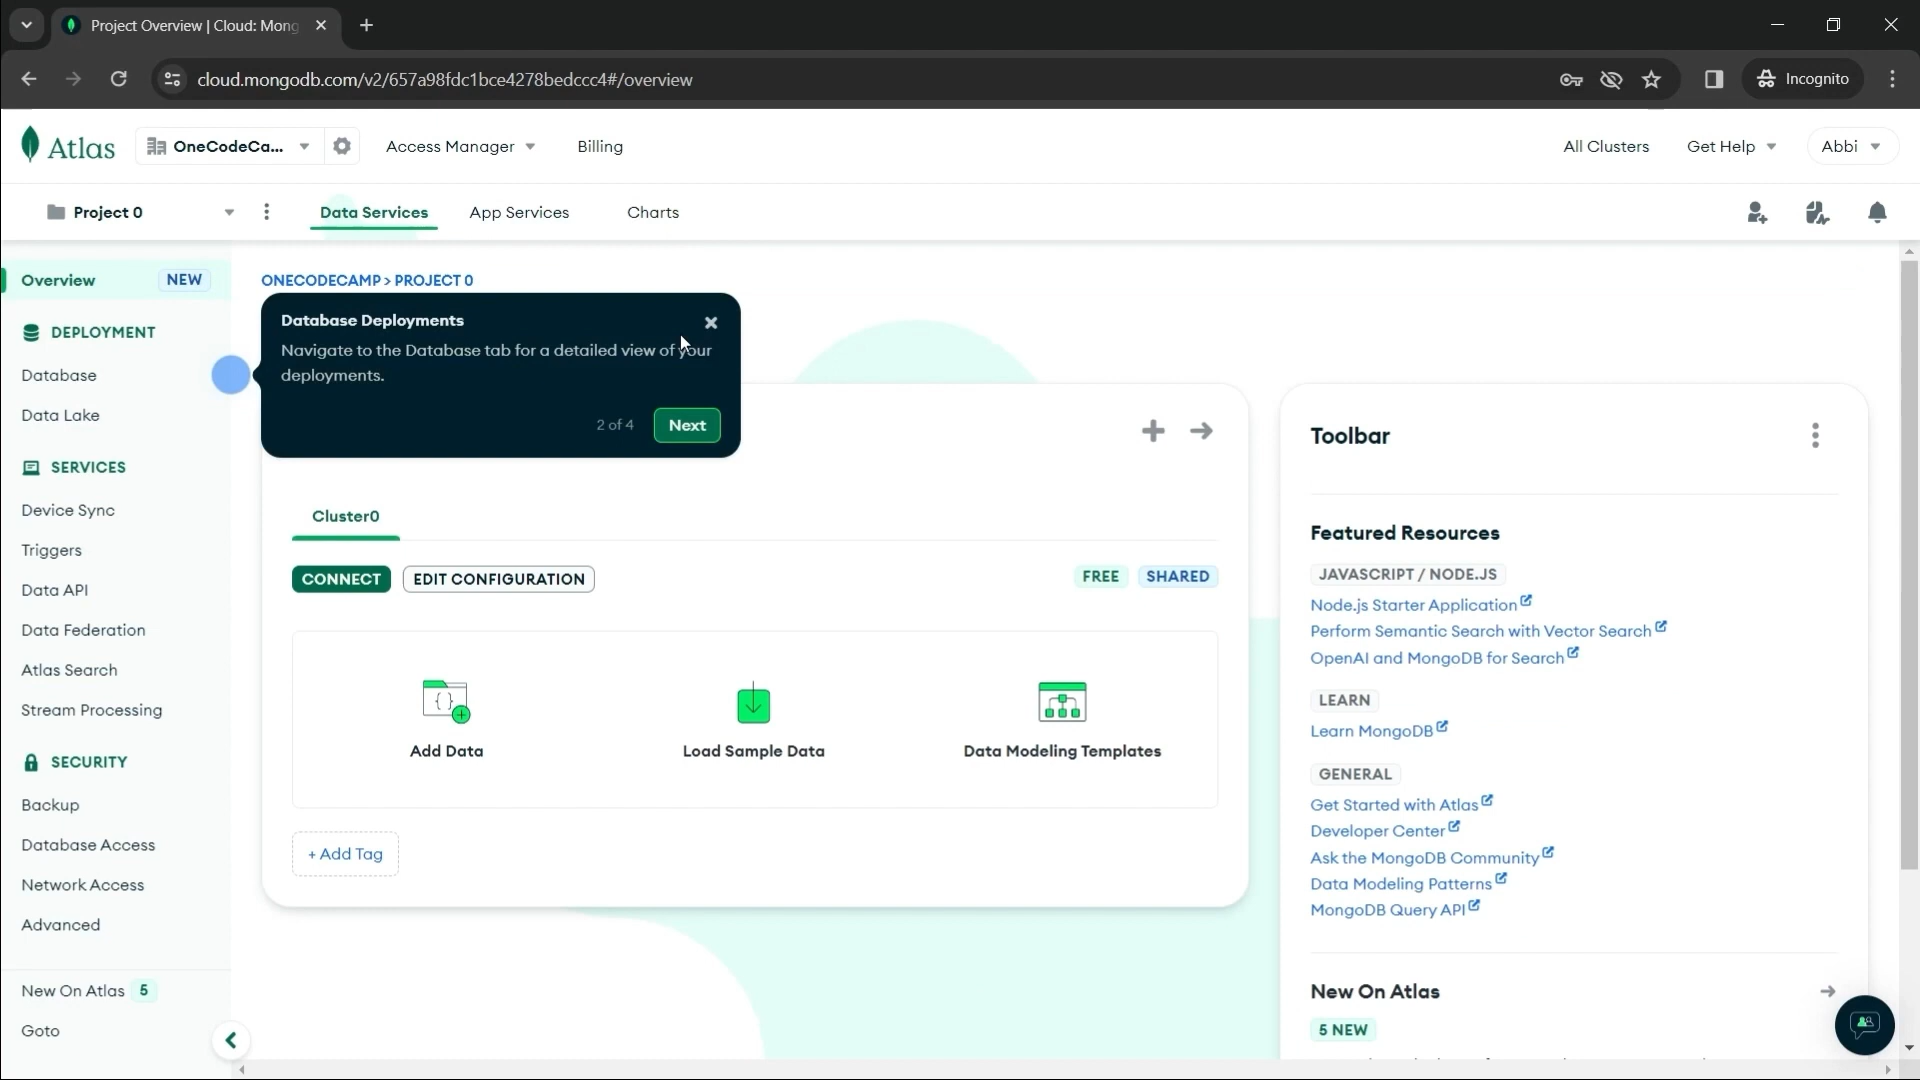 Project Overview | Cloud: Mong
cloud.mongodb.com/v2/657a98fdc1bce4278bedccc4#/overview
Incognito
Atlas
OneCodeCa...
Access Manager
Billing
All Clusters
Get Help
Abbi
Project 0
Data Services
App Services
Charts
Overview
NEW
DEPLOYMENT
Database
Data Lake
SERVICES
Device Sync
Triggers
Data API
Data Federation
Atlas Search
Stream Processing
SECURITY
Backup
Database Access
Network Access
Advanced
New On Atlas 5
Goto
ONECODECAMP > PROJECT 0
Database Deployments
Navigate to the Database tab for a detailed view of your
deployments.
2 of 4
Next
Cluster0
CONNECT
EDIT CONFIGURATION
FREE
SHARED
{ }
Add Data
Load Sample Data
Data Modeling Templates
+ Add Tag
Toolbar
Featured Resources
JAVASCRIPT / NODE.JS
Node.js Starter Application
Perform Semantic Search with Vector Search
OpenAI and MongoDB for Search
LEARN
Learn MongoDB
GENERAL
Get Started with Atlas
Developer Center
Ask the MongoDB Community
Data Modeling Patterns
MongoDB Query API
New On Atlas
5 NEW